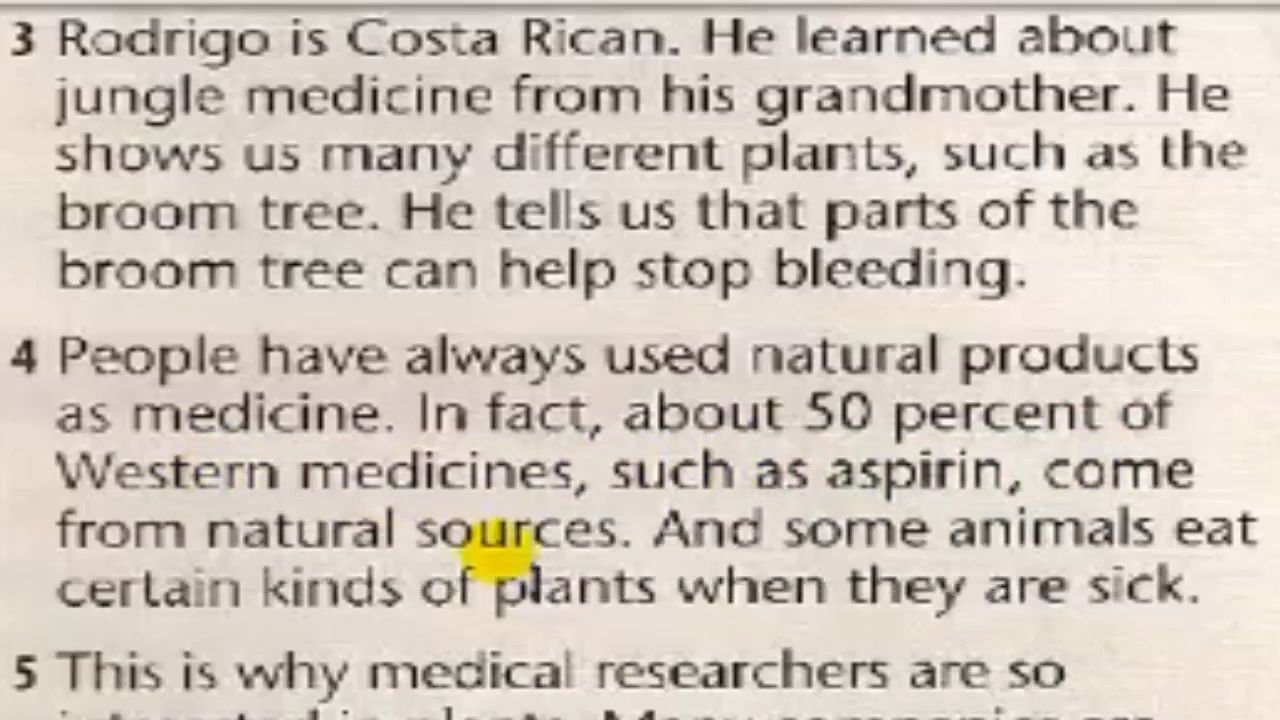 3 Rodrigo is Costa Rican. He learned about
jungle medicine from his grandmother. He
shows us many different plants, such as the
broom tree. He tells us that parts of the
broom tree can help stop bleeding.
4 People have always used natural products
as medicine. In fact, about 50 percent of
Western medicines, such as aspirin, come
from natural sources. And some animals eat
certain kinds of plants when they are sick.
5 This is why medical researchers are so